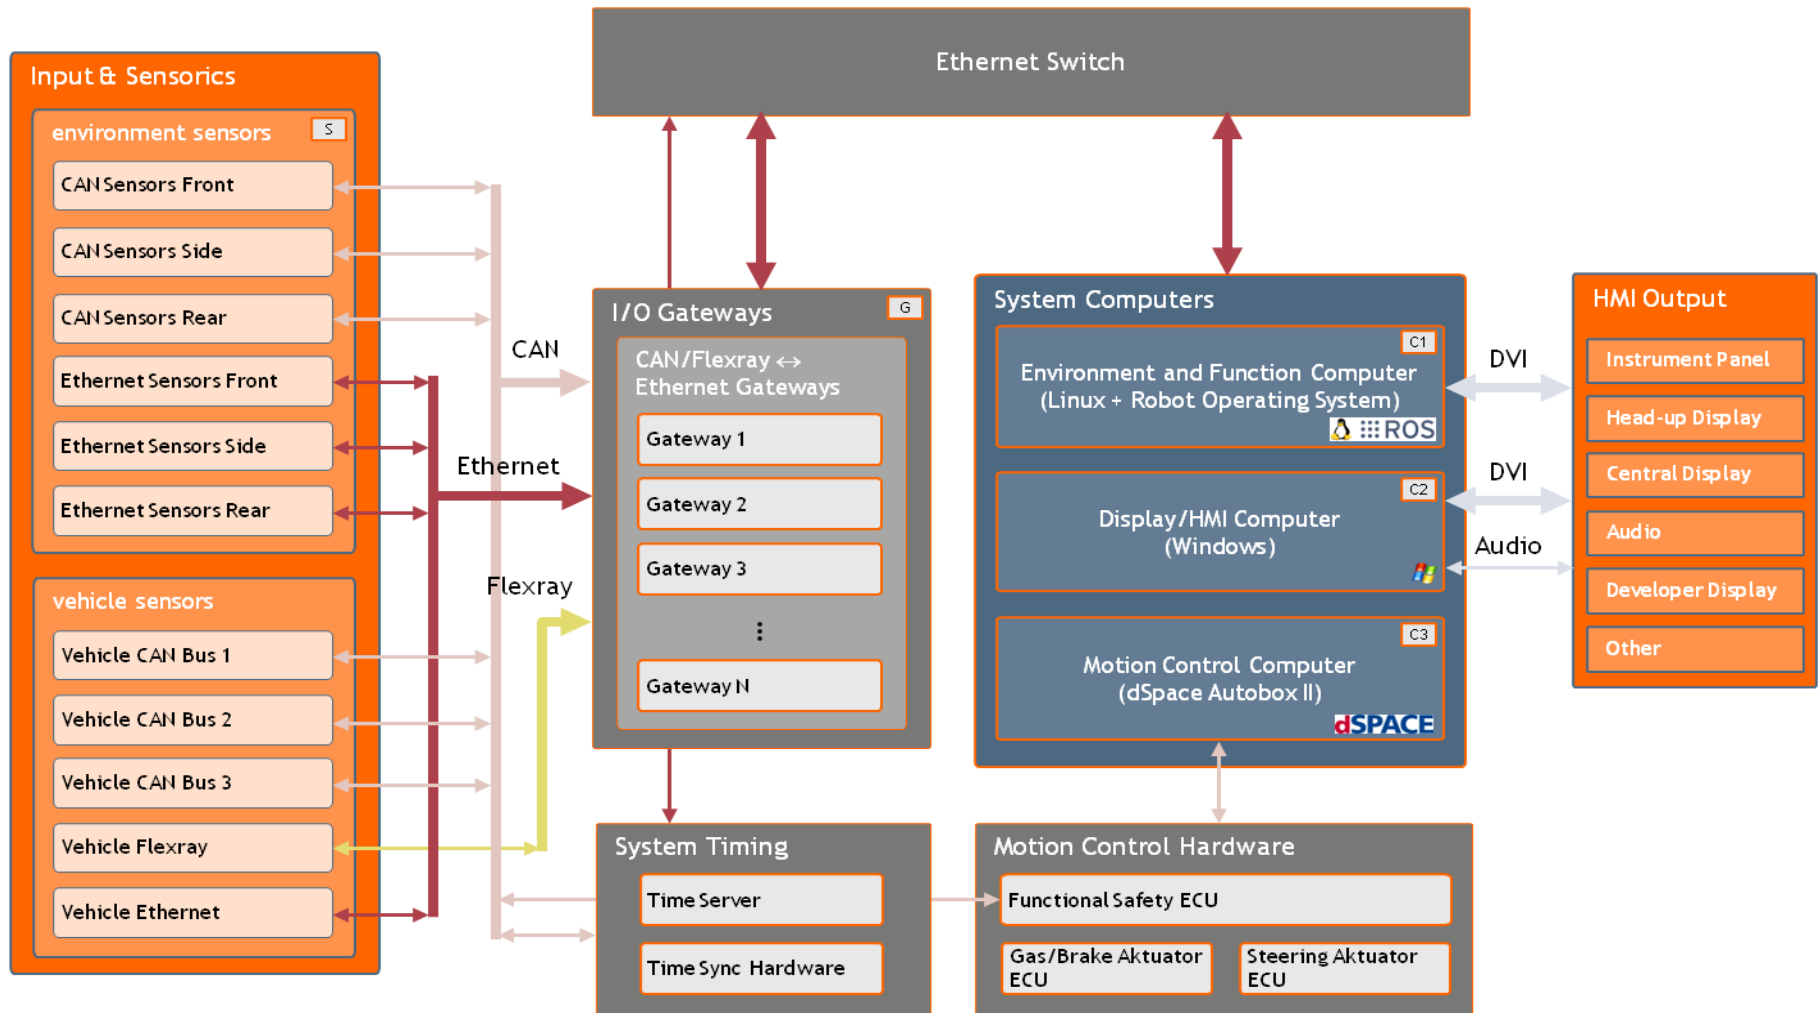 Ethernet Switch
Input & Sensorics
environment sensors
S
CAN Sensors Front
CAN Sensors Side
CAN Sensors Rear
Ethernet Sensors Front
Ethernet Sensors Side
Ethernet Sensors Rear
vehicle sensors
Vehicle CAN Bus 1
Vehicle CAN Bus 2
Vehicle CAN Bus 3
Vehicle Flexray
Vehicle Ethernet
CAN
Ethernet
Flexray
I/O Gateways
G
CAN/Flexray ↔
Ethernet Gateways
Gateway 1
Gateway 2
Gateway 3
⋮
Gateway N
System Timing
Time Server
Time Sync Hardware
System Computers
C1
Environment and Function Computer
(Linux + Robot Operating System)
ROS
C2
Display/HMI Computer
(Windows)
C3
Motion Control Computer
(dSpace Autobox II)
dSPACE
Motion Control Hardware
Functional Safety ECU
Gas/Brake Aktuator
ECU
Steering Aktuator
ECU
DVI
DVI
Audio
HMI Output
Instrument Panel
Head-up Display
Central Display
Audio
Developer Display
Other